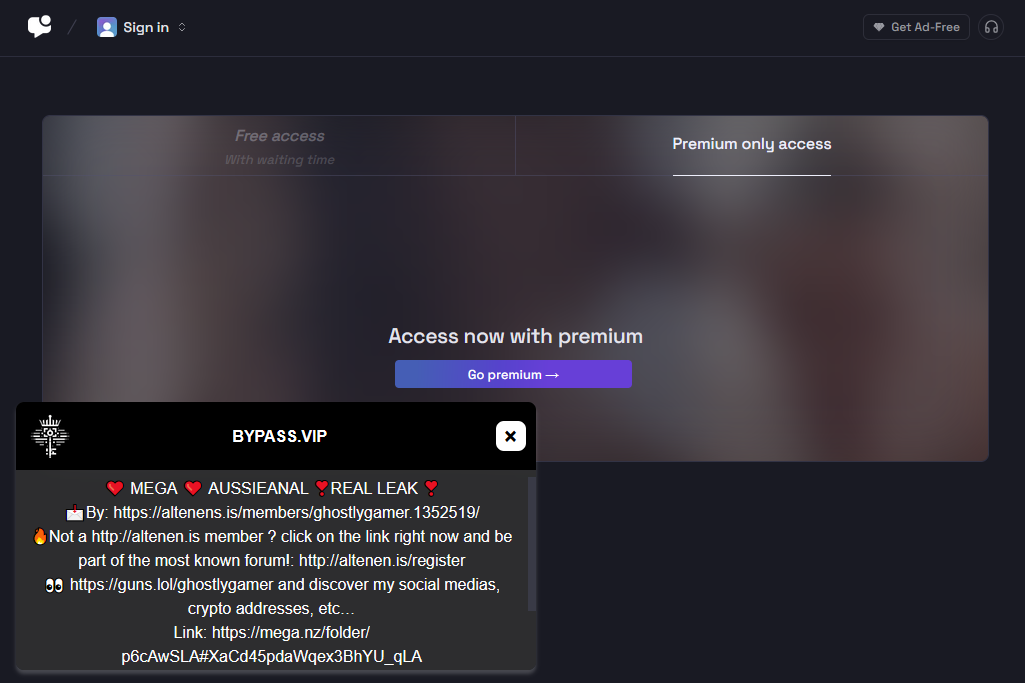 Sign in
Get Ad-Free
Free access
With waiting time
Premium only access
Access now with premium
Go premium →
BYPASS.VIP
❤️ MEGA ❤️ AUSSIEANAL ❣️REAL LEAK ❣️
📩By: https://altenens.is/members/ghostlygamer.1352519/
🔥Not a http://altenen.is member ? click on the link right now and be
part of the most known forum!: http://altenen.is/register
👀 https://guns.lol/ghostlygamer and discover my social medias,
crypto addresses, etc…
Link: https://mega.nz/folder/
p6cAwSLA#XaCd45pdaWqex3BhYU_qLA